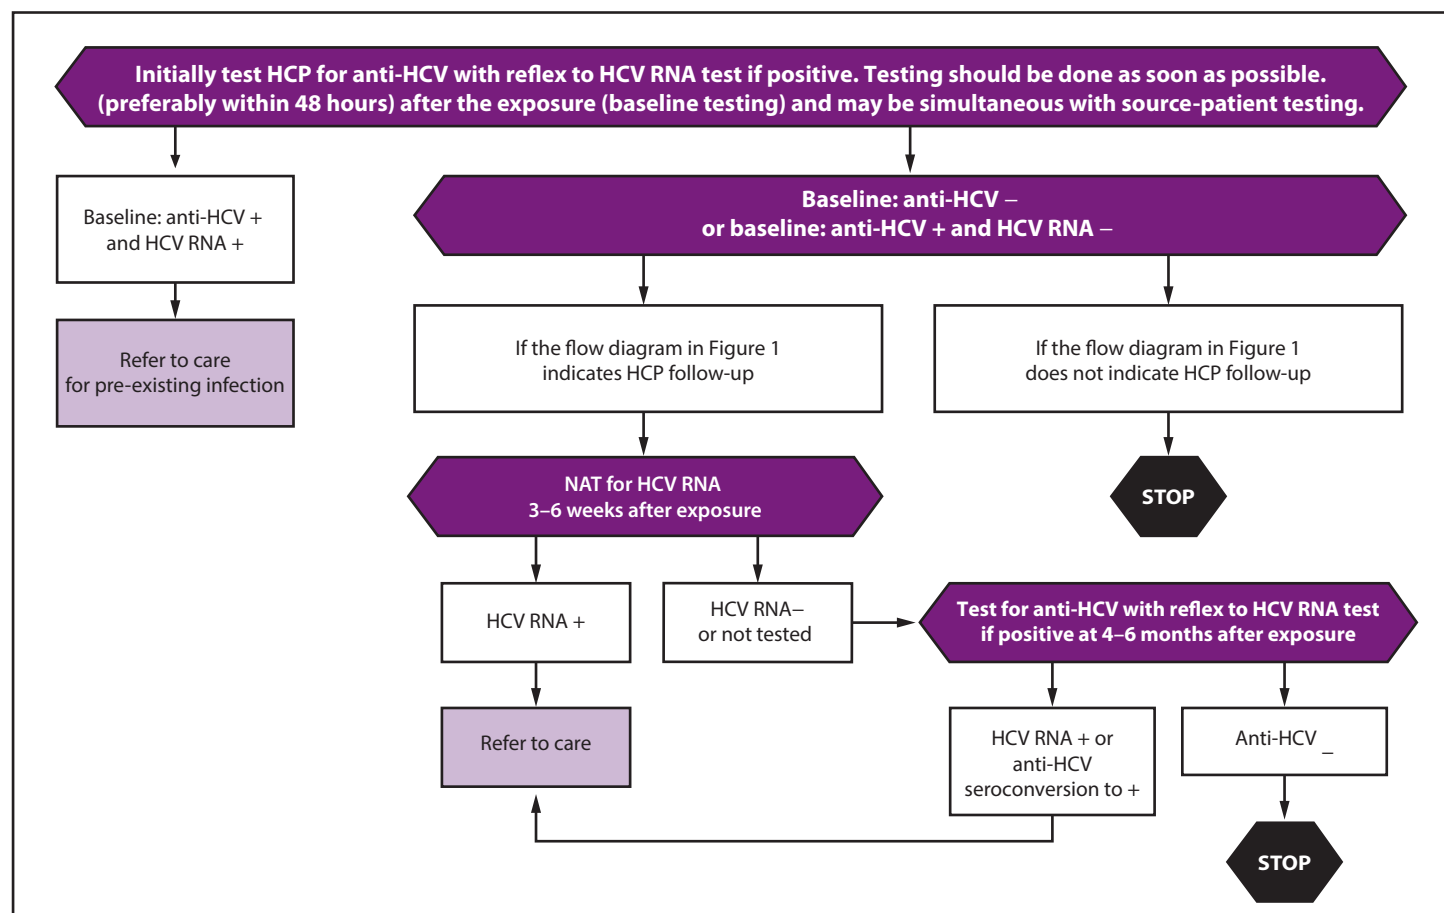 Initially test HCP for anti-HCV with reflex to HCV RNA test if positive. Testing should be done as soon as possible.
(preferably within 48 hours) after the exposure (baseline testing) and may be simultaneous with source-patient testing.
Baseline: anti-HCV +
and HCV RNA +
Baseline: anti-HCV –
or baseline: anti-HCV + and HCV RNA –
Refer to care
for pre-existing infection
If the flow diagram in Figure 1
indicates HCP follow-up
If the flow diagram in Figure 1
does not indicate HCP follow-up
NAT for HCV RNA
3–6 weeks after exposure
STOP
HCV RNA +
HCV RNA–
or not tested
Test for anti-HCV with reflex to HCV RNA test
if positive at 4–6 months after exposure
Refer to care
HCV RNA + or
anti-HCV
seroconversion to +
Anti-HCV _
STOP